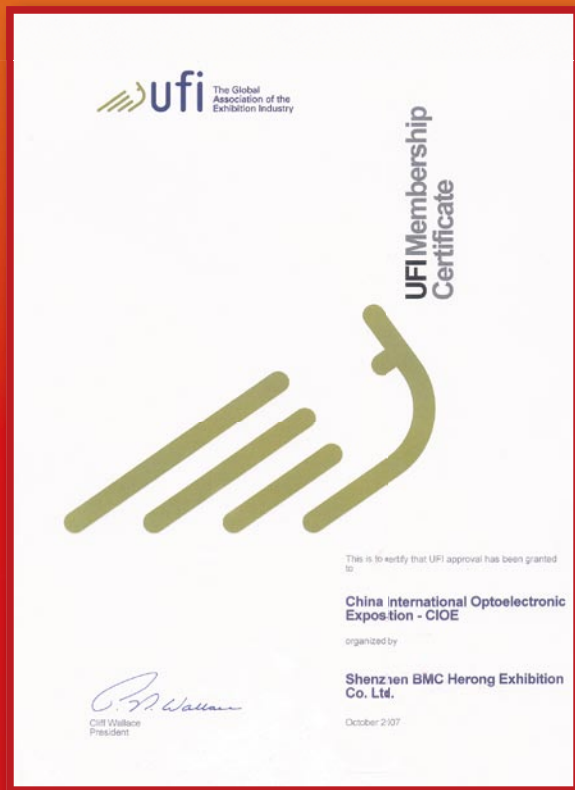 ufi
The Global
Association of the
Exhibition Industry
UFI Membership
Certificate
This is to certify that UFI approval has been granted
to
China International Optoelectronic
Exposition - CIOE
organized by
Shenzhen BMC Herong Exhibition
Co. Ltd.
Cliff Wallace
President
October 2007